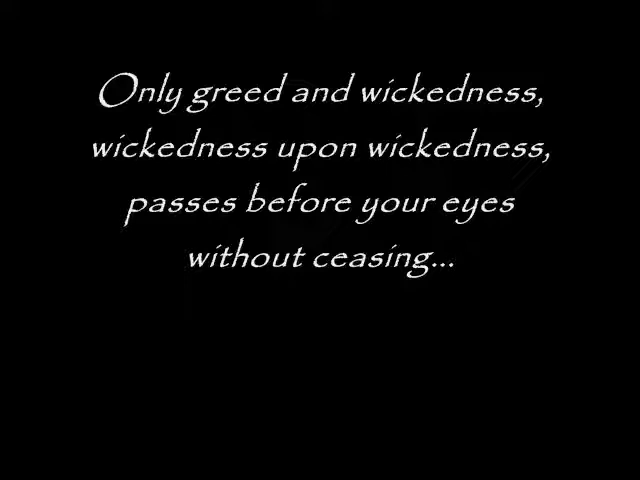 Only greed and wickedness,
wickedness upon wickedness,
passes before your eyes
without ceasing...